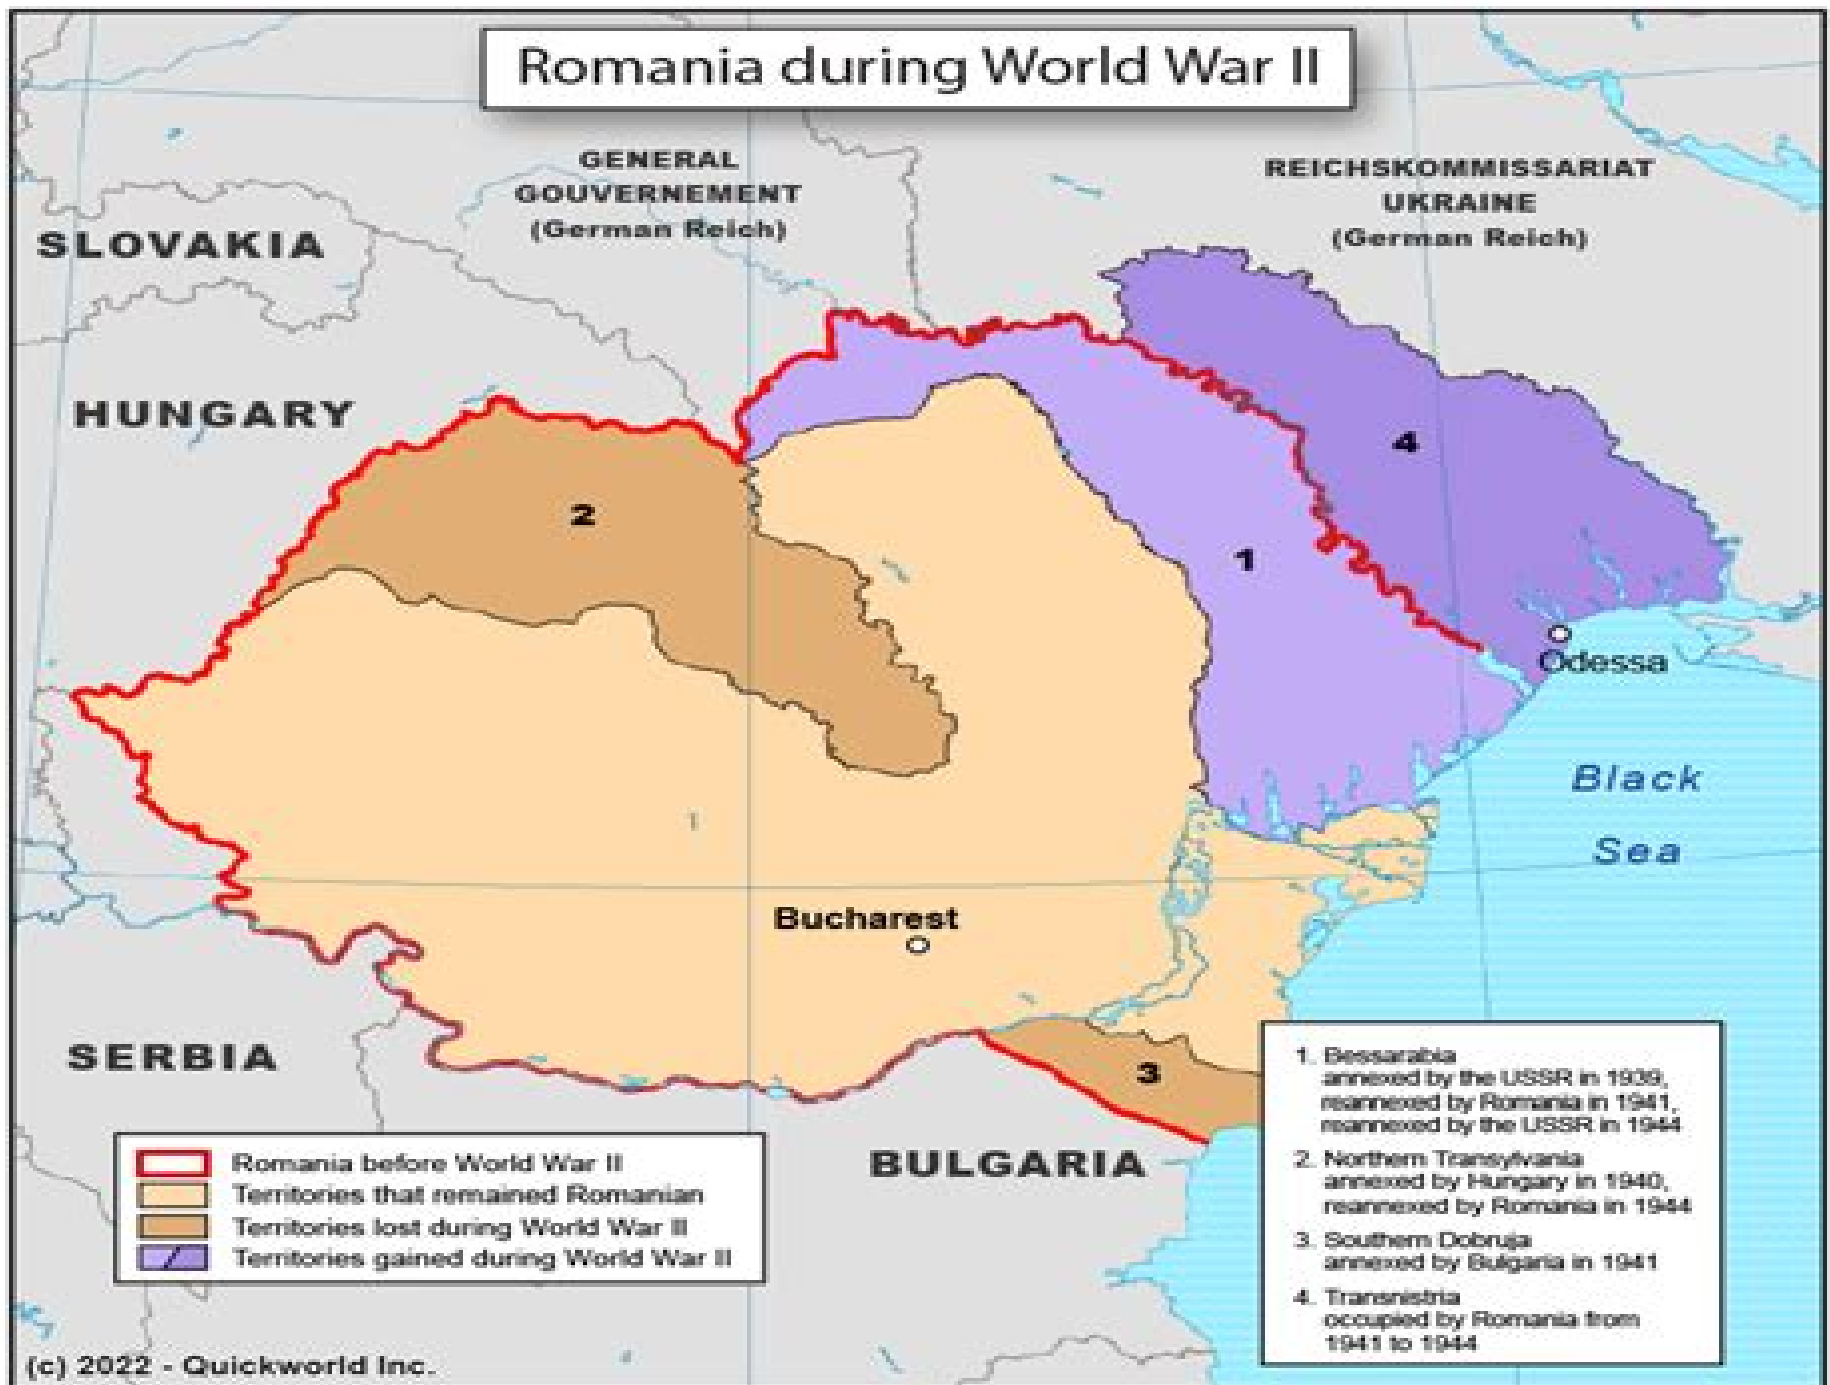 Romania during World War II
GENERAL
GOUVERNEMENT
(German Reich)
REICHSKOMMISSARIAT
UKRAINE
(German Reich)
SLOVAKIA
HUNGARY
4
2
1
Odessa
Black
Sea
1
Bucharest
SERBIA
3
BULGARIA
Romania before World War II
Territories that remained Romanian
Territories lost during World War II
Territories gained during World War II
1. Bessarabia
annexed by the USSR in 1939,
reannexed by Romania in 1941,
reannexed by the USSR in 1944
2. Northern Transylvania
annexed by Hungary in 1940,
reannexed by Romania in 1944
3. Southern Dobruja
annexed by Bulgaria in 1941
4. Transnistria
occupied by Romania from
1941 to 1944
(c) 2022 - Quickworld Inc.